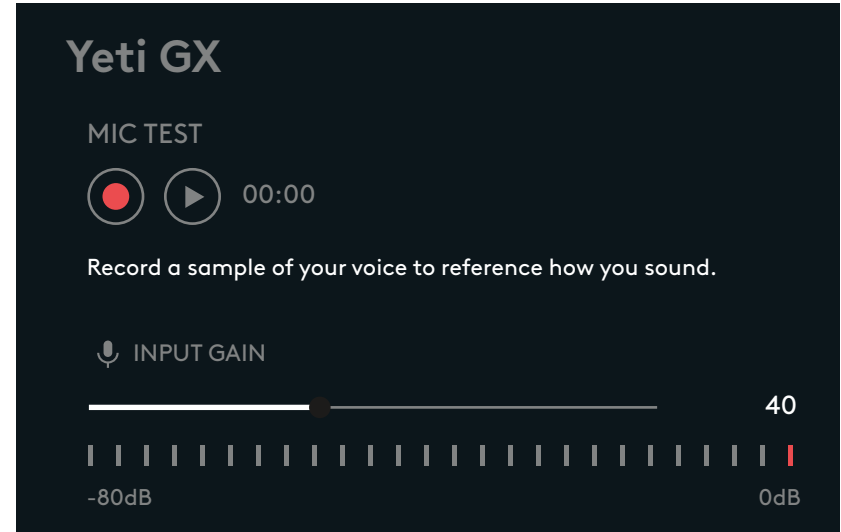 Yeti GX
MIC TEST
00:00
Record a sample of your voice to reference how you sound.
INPUT GAIN
40
-80dB 0dB